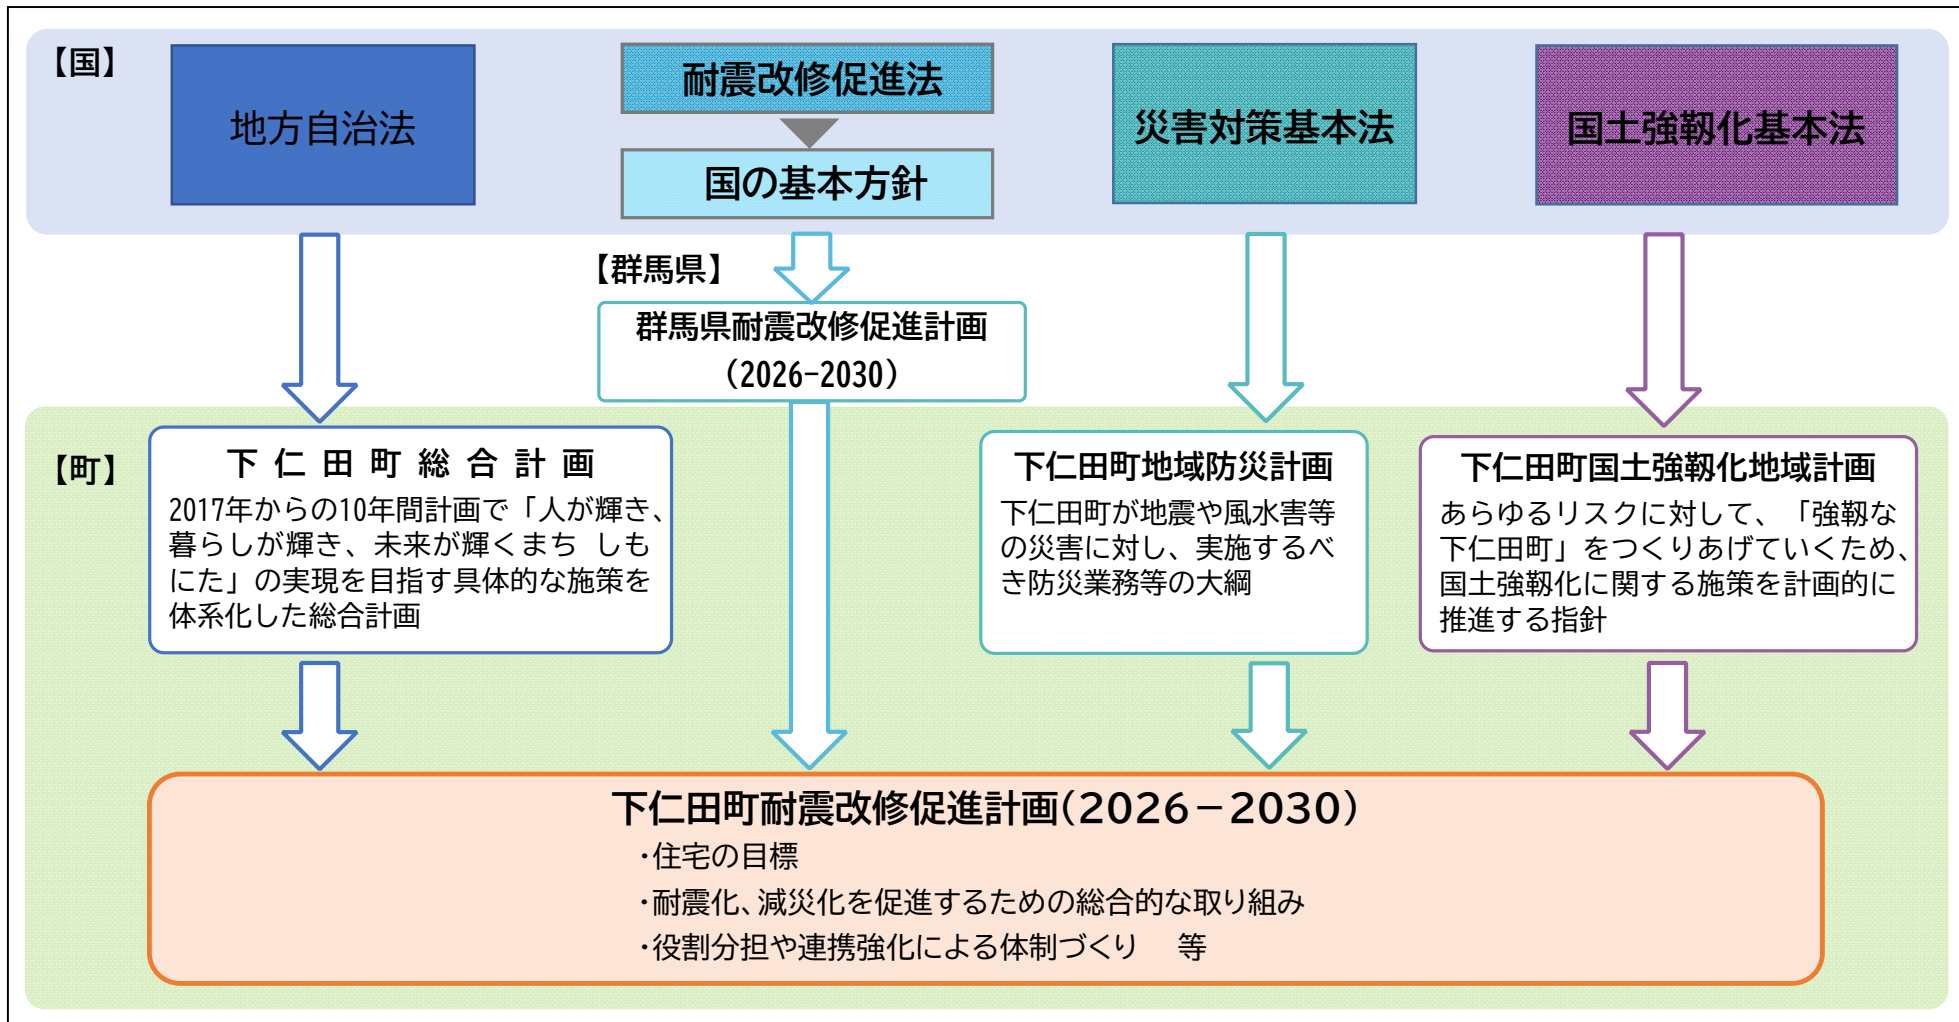 【国】
地方自治法
耐震改修促進法
国の基本方針
災害対策基本法
国土強靱化基本法
【群馬県】
群馬県耐震改修促進計画
(2026-2030)
【町】
下仁田町総合計画
2017年からの10年間計画で「人が輝き、
暮らしが輝き、未来が輝くまち しも
にた」の実現を目指す具体的な施策を
体系化した総合計画
下仁田町地域防災計画
下仁田町が地震や風水害等
の災害に対し、実施するべ
き防災業務等の大綱
下仁田町国土強靱化地域計画
あらゆるリスクに対して、「強靱な
下仁田町」をつくりあげていくため、
国土強靱化に関する施策を計画的に
推進する指針
下仁田町耐震改修促進計画(2026-2030)
・住宅の目標
・耐震化、減災化を促進するための総合的な取り組み
・役割分担や連携強化による体制づくり　等